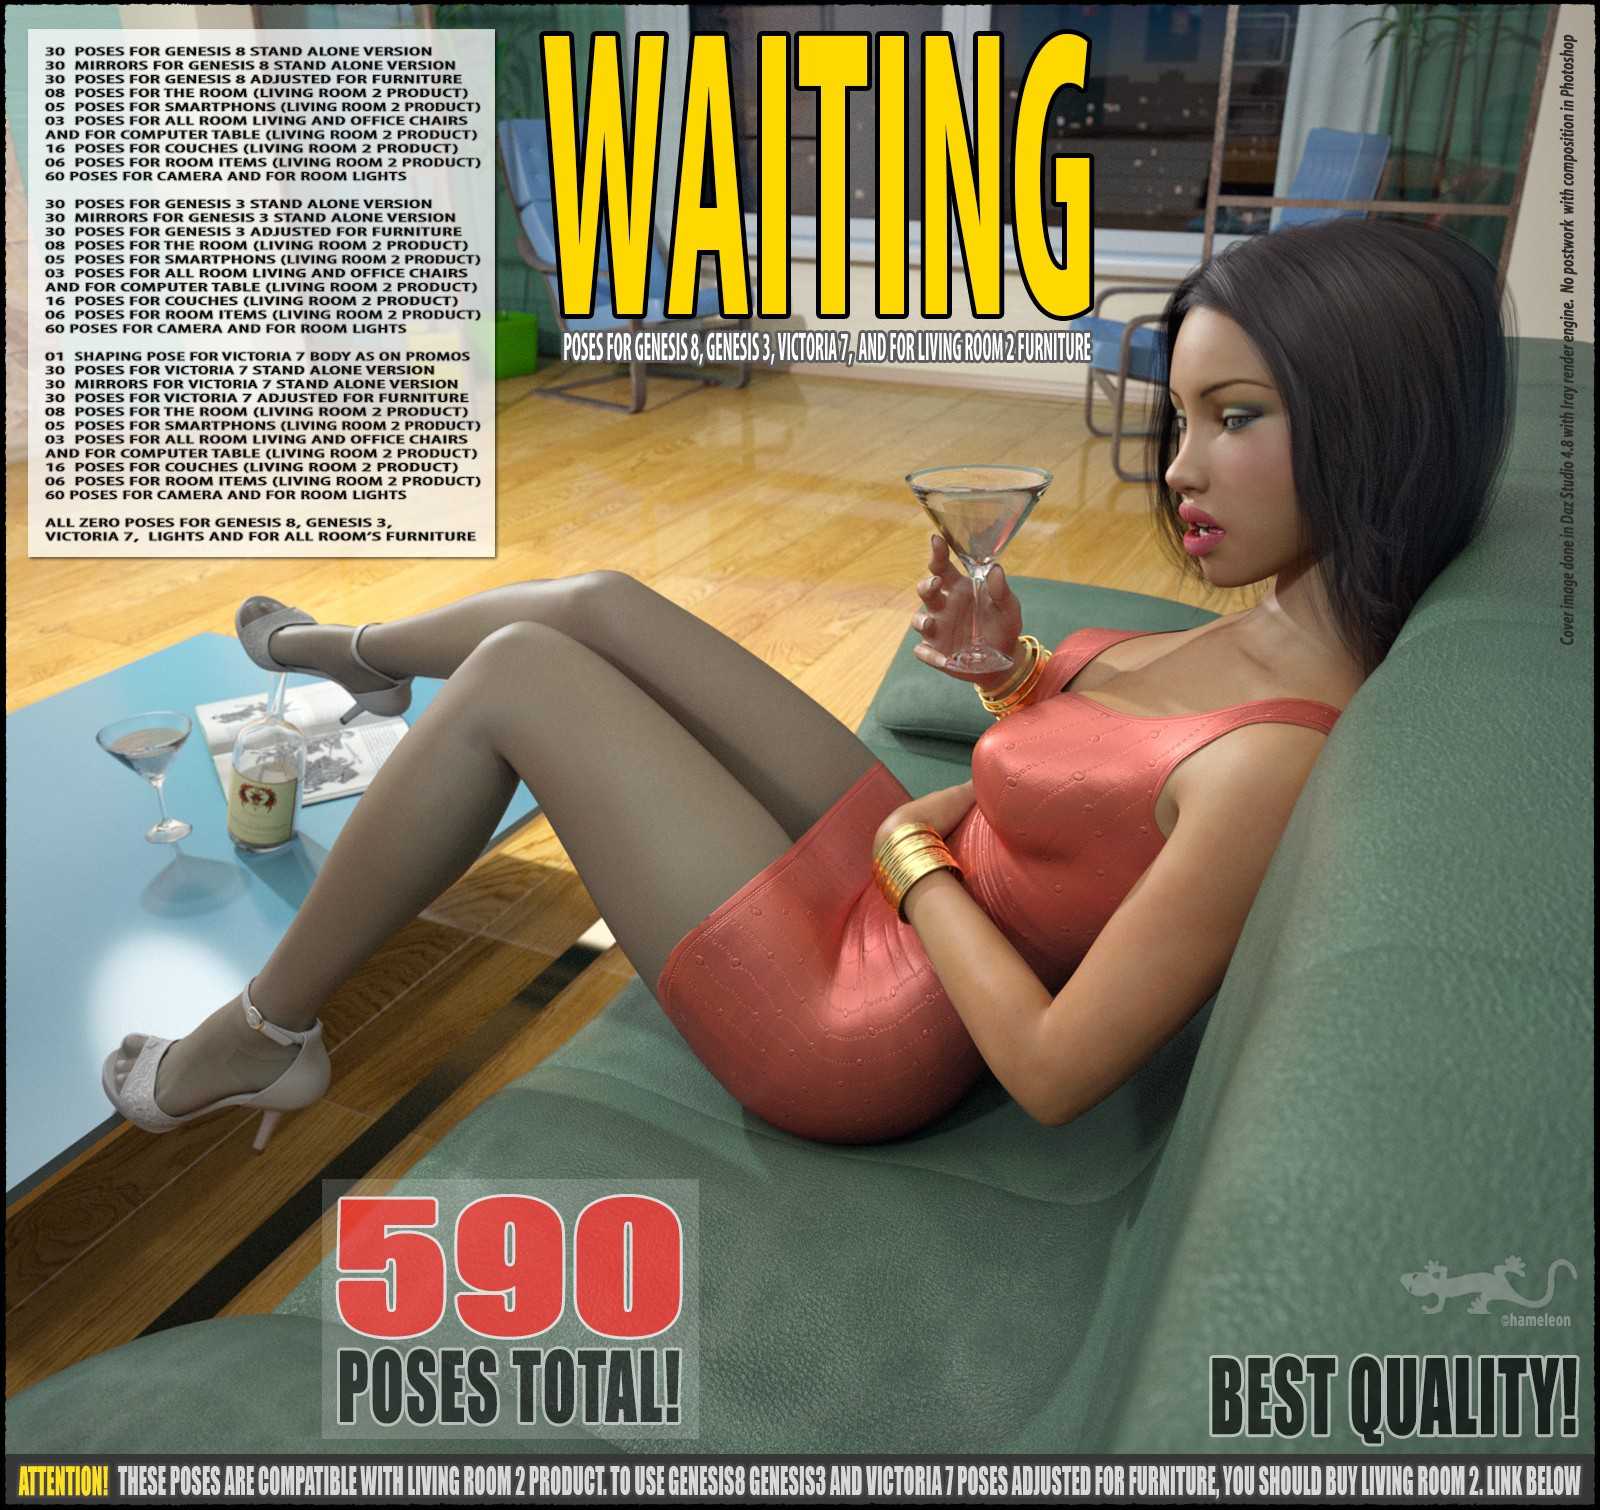 30 POSES FOR GENESIS 8 STAND ALONE VERSION
30 MIRRORS FOR GENESIS 8 STAND ALONE VERSION
30 POSES FOR GENESIS 8 ADJUSTED FOR FURNITURE
08 POSES FOR THE ROOM (LIVING ROOM 2 PRODUCT)
05 POSES FOR SMARTPHONS (LIVING ROOM 2 PRODUCT)
03 POSES FOR ALL ROOM LIVING AND OFFICE CHAIRS
AND FOR COMPUTER TABLE (LIVING ROOM 2 PRODUCT)
16 POSES FOR COUCHES (LIVING ROOM 2 PRODUCT)
06 POSES FOR ROOM ITEMS (LIVING ROOM 2 PRODUCT)
60 POSES FOR CAMERA AND FOR ROOM LIGHTS
30 POSES FOR GENESIS 3 STAND ALONE VERSION
30 MIRRORS FOR GENESIS 3 STAND ALONE VERSION
30 POSES FOR GENESIS 3 ADJUSTED FOR FURNITURE
08 POSES FOR THE ROOM (LIVING ROOM 2 PRODUCT)
05 POSES FOR SMARTPHONS (LIVING ROOM 2 PRODUCT)
03 POSES FOR ALL ROOM LIVING AND OFFICE CHAIRS
AND FOR COMPUTER TABLE (LIVING ROOM 2 PRODUCT)
16 POSES FOR COUCHES (LIVING ROOM 2 PRODUCT)
06 POSES FOR ROOM ITEMS (LIVING ROOM 2 PRODUCT)
60 POSES FOR CAMERA AND FOR ROOM LIGHTS
01 SHAPING POSE FOR VICTORIA 7 BODY AS ON PROMOS
30 POSES FOR VICTORIA 7 STAND ALONE VERSION
30 MIRRORS FOR VICTORIA 7 STAND ALONE VERSION
30 POSES FOR VICTORIA 7 ADJUSTED FOR FURNITURE
08 POSES FOR THE ROOM (LIVING ROOM 2 PRODUCT)
05 POSES FOR SMARTPHONS (LIVING ROOM 2 PRODUCT)
03 POSES FOR ALL ROOM LIVING AND OFFICE CHAIRS
AND FOR COMPUTER TABLE (LIVING ROOM 2 PRODUCT)
16 POSES FOR COUCHES (LIVING ROOM 2 PRODUCT)
06 POSES FOR ROOM ITEMS (LIVING ROOM 2 PRODUCT)
60 POSES FOR CAMERA AND FOR ROOM LIGHTS
ALL ZERO POSES FOR GENESIS 8, GENESIS 3,
VICTORIA 7, LIGHTS AND FOR ALL ROOM'S FURNITURE
WAITING
POSES FOR GENESIS 8, GENESIS 3, VICTORIA 7, AND FOR LIVING ROOM 2 FURNITURE
Cover image done in Daz Studio 4.8 with Iray render engine. No postwork with composition in Photoshop
590
POSES TOTAL!
©hameleon
BEST QUALITY!
ATTENTION! THESE POSES ARE COMPATIBLE WITH LIVING ROOM 2 PRODUCT. TO USE GENESIS8 GENESIS3 AND VICTORIA 7 POSES ADJUSTED FOR FURNITURE, YOU SHOULD BUY LIVING ROOM 2. LINK BELOW